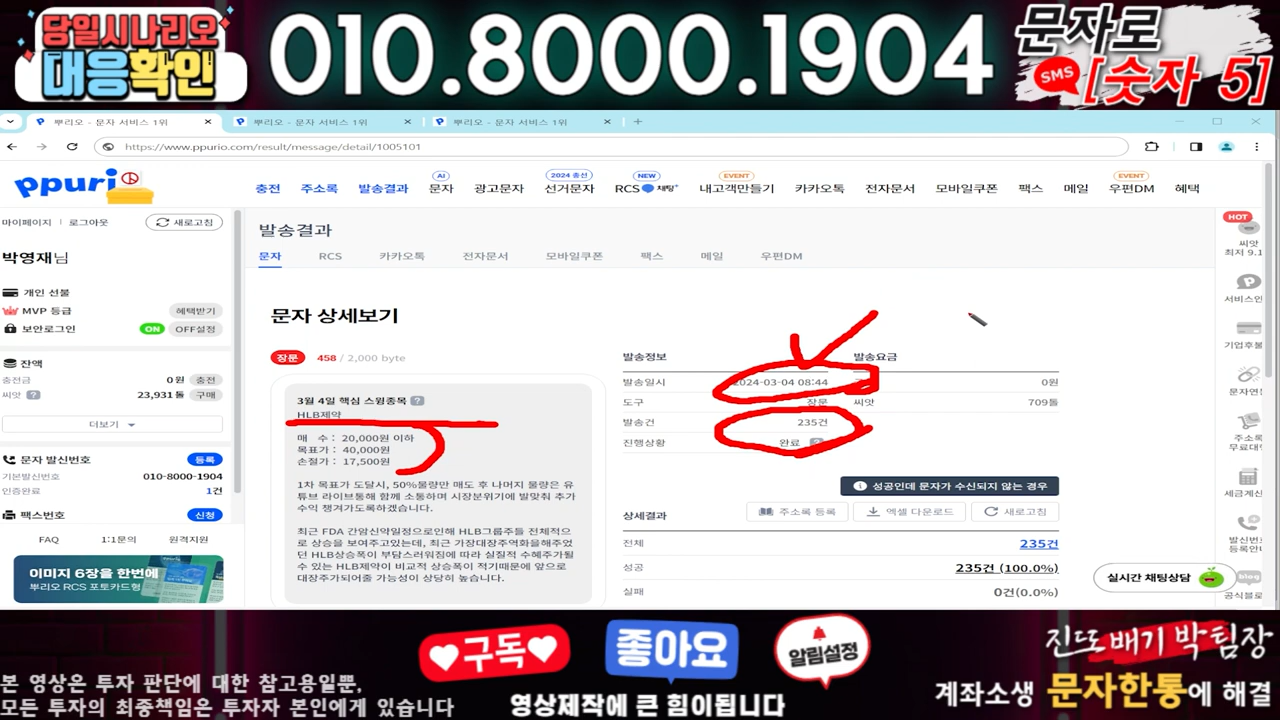 당일시나리오
대응확인
010.8000.1904
문자로
SMS
[숫자 5]
뿌리오 - 문자 서비스 1위
뿌리오 - 문자 서비스 1위
뿌리오 - 문자 서비스 1위
https://www.ppurio.com/result/message/detail/1005101
ppuri
충전
주소록
발송결과
AI
문자
광고문자
2024 총선
선거문자
NEW
RCS 채팅+
EVENT
내고객만들기
카카오톡
전자문서
모바일쿠폰
팩스
메일
EVENT
우편DM
혜택
마이페이지 | 로그아웃
새로고침
박영재님
개인 선불
MVP 등급
혜택받기
보안로그인
ON
OFF설정
잔액
충전금
0원
충전
씨앗 ?
23,931 톨
구매
더보기
문자 발신번호
등록
기본발신번호
010-8000-1904
인증완료
1건
팩스번호
신청
FAQ
1:1문의
원격지원
이미지 6장을 한번에
뿌리오 RCS 포토카드형
발송결과
문자
RCS
카카오톡
전자문서
모바일쿠폰
팩스
메일
우편DM
문자 상세보기
장문
458 / 2,000 byte
3월 4일 핵심 스윙종목 ?
HLB제약
매 수 : 20,000원 이하
목표가 : 40,000원
손절가 : 17,500원
1차 목표가 도달시, 50%물량만 매도 후 나머지 물량은 유
튜브 라이브통해 함께 소통하며 시장분위기에 발맞춰 추가
수익 챙겨가도록하겠습니다.
최근 FDA 간암신약일정으로인해 HLB그룹주들 전체적으
로 상승을 보여주고있는데, 최근 가장대장주역화을해주었
던 HLB상승폭이 부담스러워짐에 따라 실질적 수혜주가될
수 있는 HLB제약이 비교적 상승폭이 적기때문에 앞으로
대장주가되어줄 가능성이 상당히 높습니다.
발송정보
발송요금
발송일시
2024-03-04 08:44
0원
도구
장문
씨앗
709톨
발송건
235건
진행상황
완료 ?
성공인데 문자가 수신되지 않는 경우
상세결과
주소록 등록
엑셀 다운로드
새로고침
전체
235건
성공
235건 (100.0%)
실패
0건(0.0%)
HOT
씨앗
최저 9.1
서비스인
기업후불
문자연동
주소록
무료대행
세금계산
발신번호
등록안내
blog
공식블로
실시간 채팅상담
본 영상은 투자 판단에 대한 참고용일뿐,
모든 투자의 최종책임은 투자자 본인에게 있습니다
구독
좋아요
알림설정
영상제작에 큰 힘이됩니다
진또배기 박팀장
계좌소생 문자한통에 해결